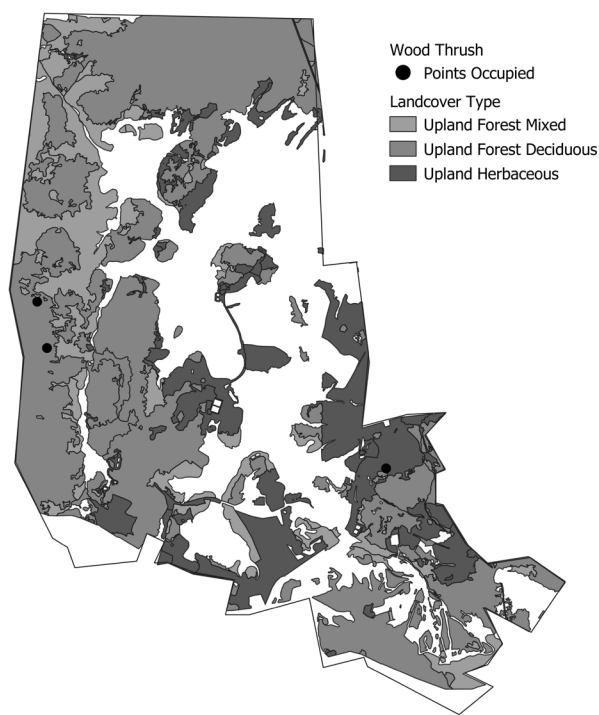 Wood Thrush
Points Occupied
Landcover Type
Upland Forest Mixed
Upland Forest Deciduous
Upland Herbaceous